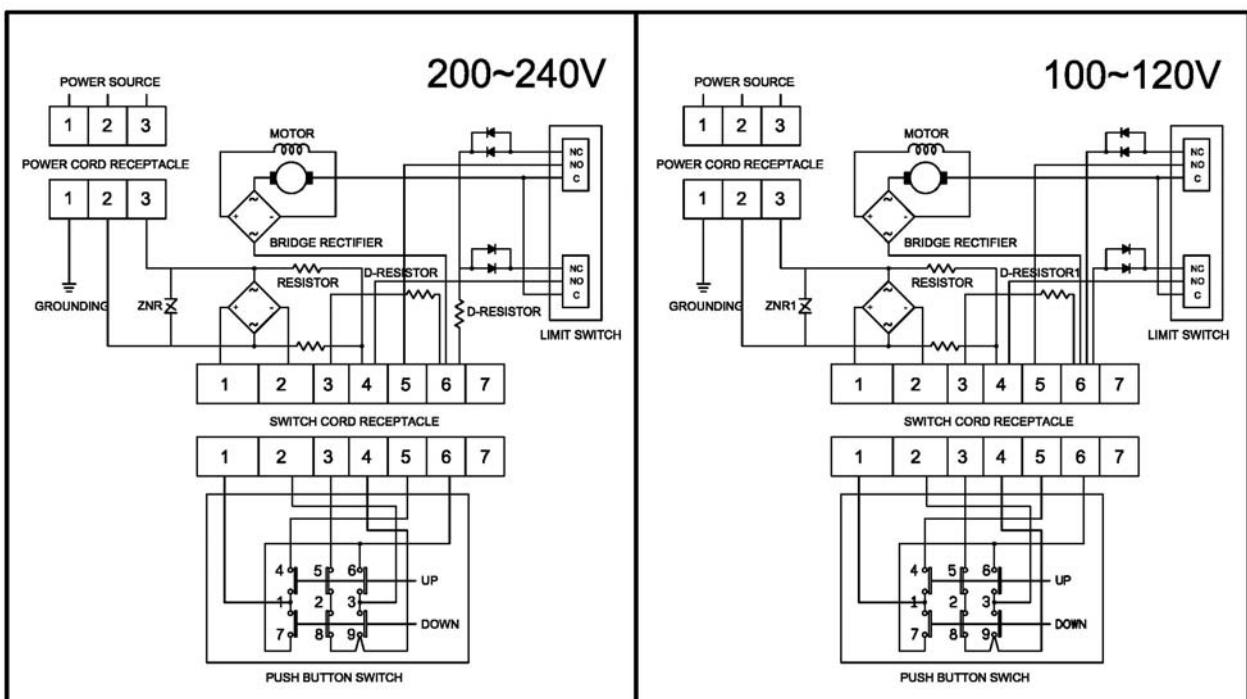 200~240V
POWER SOURCE
1 2 3
POWER CORD RECEPTACLE
1 2 3
MOTOR
NC
NO
C
+ ~ - ~
BRIDGE RECTIFIER
D-RESISTOR
RESISTOR
NC
NO
C
GROUNDING
ZNR
+ ~ - ~
D-RESISTOR
LIMIT SWITCH
1 2 3 4 5 6 7
SWITCH CORD RECEPTACLE
1 2 3 4 5 6 7
4 5 6
UP
1 2 3
DOWN
7 8 9
PUSH BUTTON SWITCH
100~120V
POWER SOURCE
1 2 3
POWER CORD RECEPTACLE
1 2 3
MOTOR
NC
NO
C
+ ~ - ~
BRIDGE RECTIFIER
D-RESISTOR1
RESISTOR
NC
NO
C
GROUNDING
ZNR1
+ ~ - ~
LIMIT SWITCH
1 2 3 4 5 6 7
SWITCH CORD RECEPTACLE
1 2 3 4 5 6 7
4 5 6
UP
1 2 3
DOWN
7 8 9
PUSH BUTTON SWICH